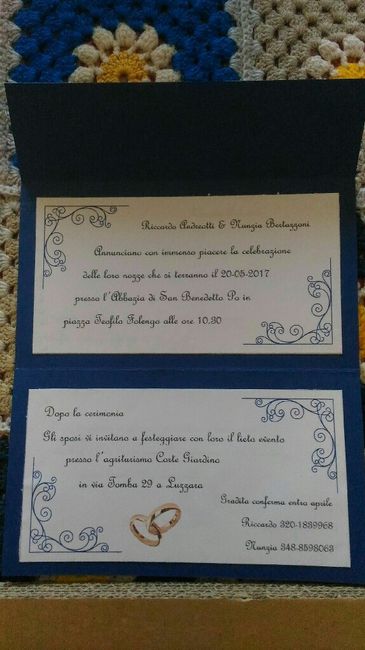 Riccardo Andreotti & Nunzia Bertazzoni
Annunciano con immenso piacere la celebrazione
delle loro nozze che si terranno il 20-05-2017
presso l'Abbazia di San Benedetto Po in
piazza Teofilo Folengo alle ore 10.30
Dopo la cerimonia
Gli sposi vi invitano a festeggiare con loro il lieto evento
presso l'agriturismo Corte Giardino
in via Tomba 29 a Luzzara
Gradita conferma entro aprile
Riccardo 320-1839968
Nunzia 348-8598063